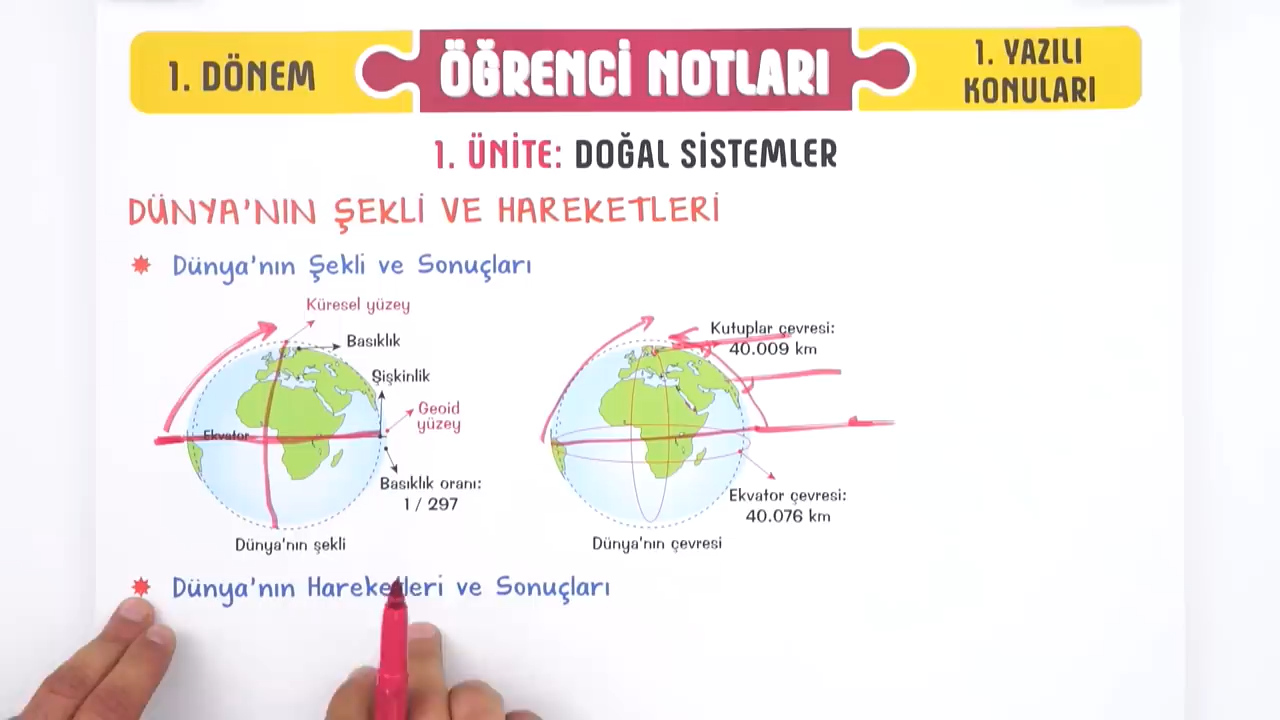 1. DÖNEM
ÖĞRENCİ NOTLARI
1. YAZILI
KONULARI
1. ÜNİTE: DOĞAL SİSTEMLER
DÜNYA'NIN ŞEKLİ VE HAREKETLERİ
Dünya'nın Şekli ve Sonuçları
Küresel yüzey
Basıklık
Şişkinlik
Geoid
yüzey
Ekvator
Basıklık oranı:
1 / 297
Dünya'nın şekli
Kutuplar çevresi:
40.009 km
Ekvator çevresi:
40.076 km
Dünya'nın çevresi
Dünya'nın Hareketleri ve Sonuçları